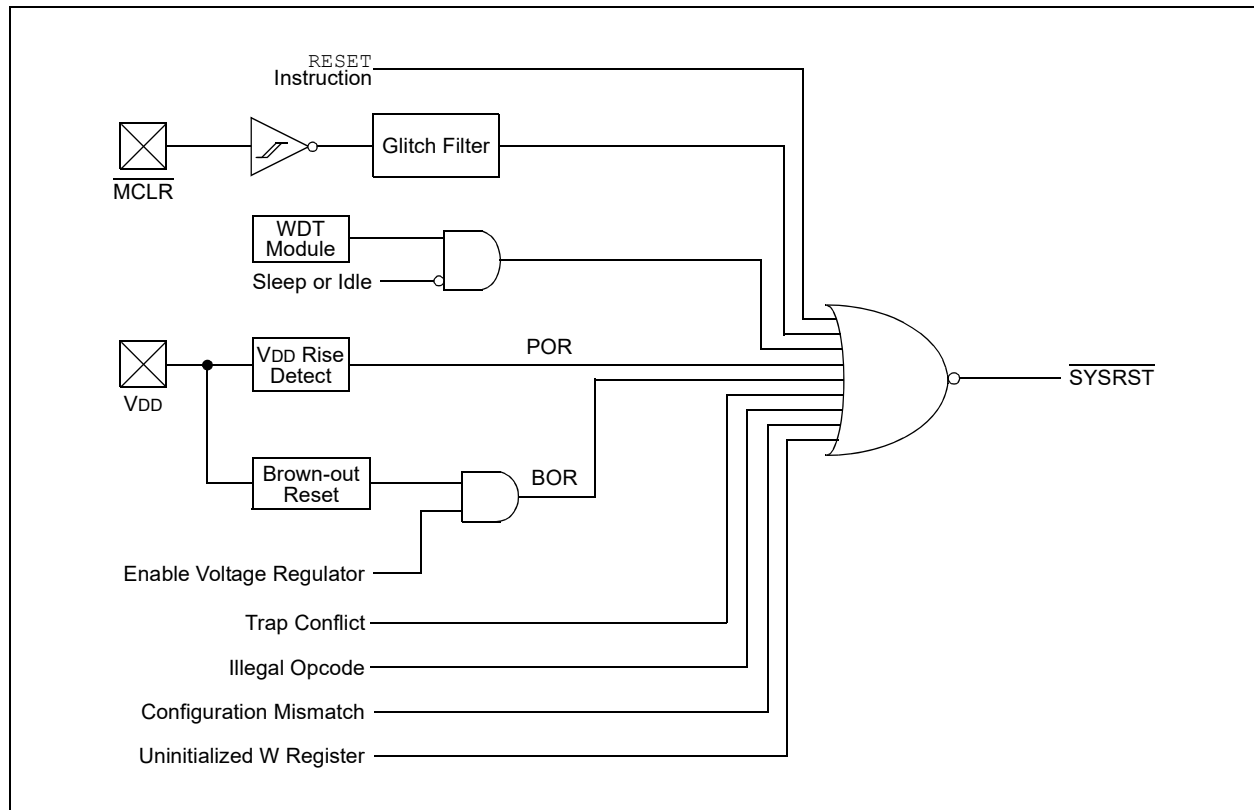 RESET
Instruction
MCLR
Glitch Filter
WDT
Module
Sleep or Idle
VDD
VDD Rise
Detect
POR
SYSRST
Brown-out
Reset
BOR
Enable Voltage Regulator
Trap Conflict
Illegal Opcode
Configuration Mismatch
Uninitialized W Register